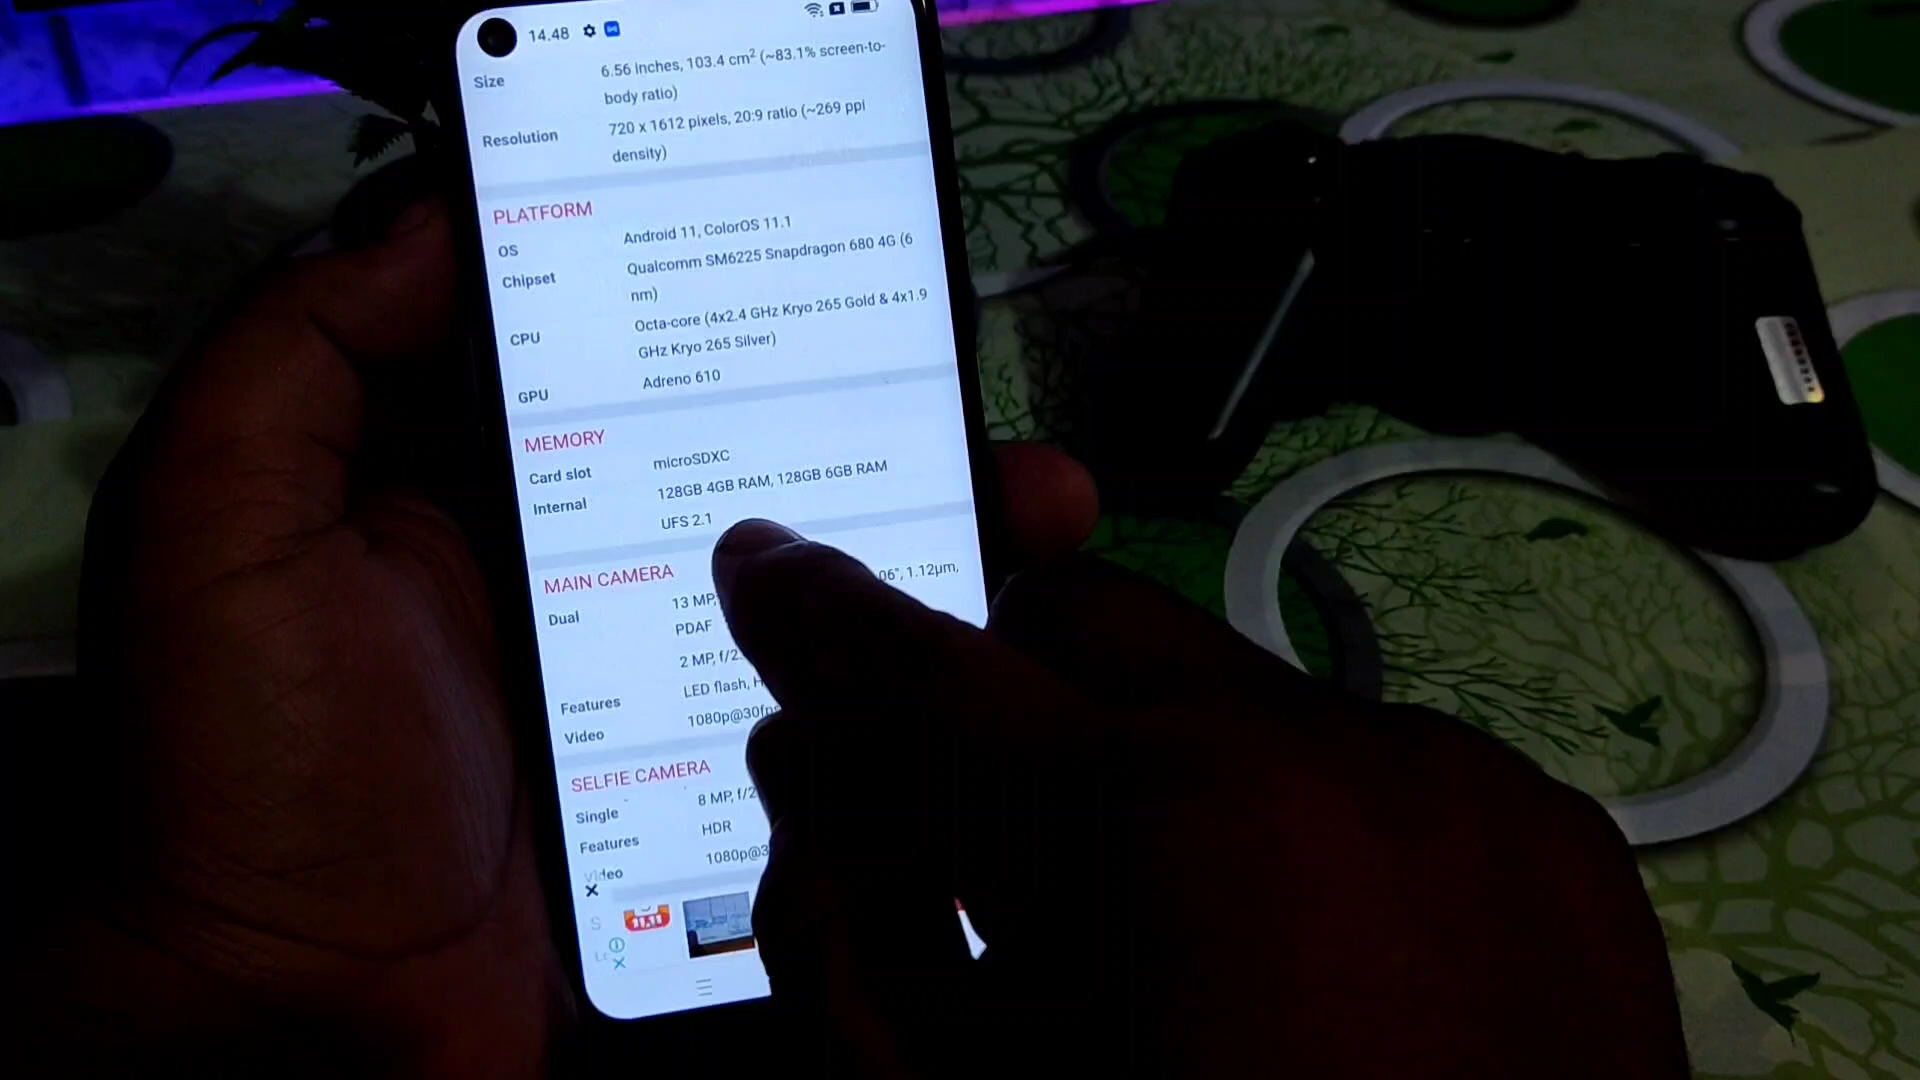 14.48
Size 6.56 inches, 103.4 cm² (~83.1% screen-to-
body ratio)
Resolution 720 x 1612 pixels, 20:9 ratio (~269 ppi
density)
PLATFORM
OS Android 11, ColorOS 11.1
Chipset Qualcomm SM6225 Snapdragon 680 4G (6
nm)
CPU Octa-core (4x2.4 GHz Kryo 265 Gold & 4x1.9
GHz Kryo 265 Silver)
GPU Adreno 610
MEMORY
Card slot microSDXC
Internal 128GB 4GB RAM, 128GB 6GB RAM
UFS 2.1
MAIN CAMERA
Dual 13 MP, 06", 1.12µm,
PDAF
2 MP, f/2.
Features LED flash, H
Video 1080p@30fps
SELFIE CAMERA
Single 8 MP, f/2
Features HDR
Video 1080p@3
11.11